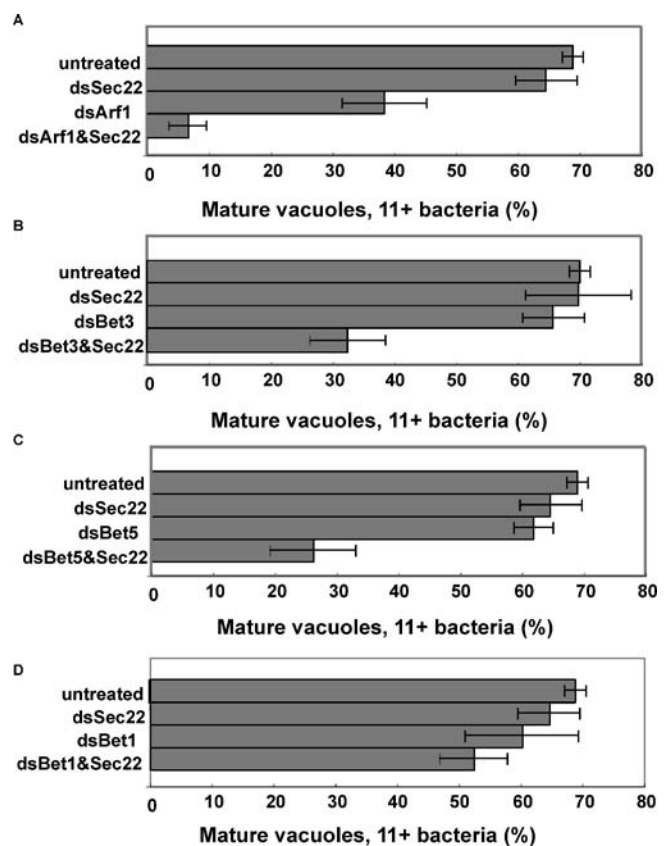 A
untreated
dsSec22
dsArf1
dsArf1&Sec22
0 10 20 30 40 50 60 70 80
Mature vacuoles, 11+ bacteria (%)
B
untreated
dsSec22
dsBet3
dsBet3&Sec22
0 10 20 30 40 50 60 70 80
Mature vacuoles, 11+ bacteria (%)
C
untreated
dsSec22
dsBet5
dsBet5&Sec22
0 10 20 30 40 50 60 70 80
Mature vacuoles, 11+ bacteria (%)
D
untreated
dsSec22
dsBet1
dsBet1&Sec22
0 10 20 30 40 50 60 70 80
Mature vacuoles, 11+ bacteria (%)